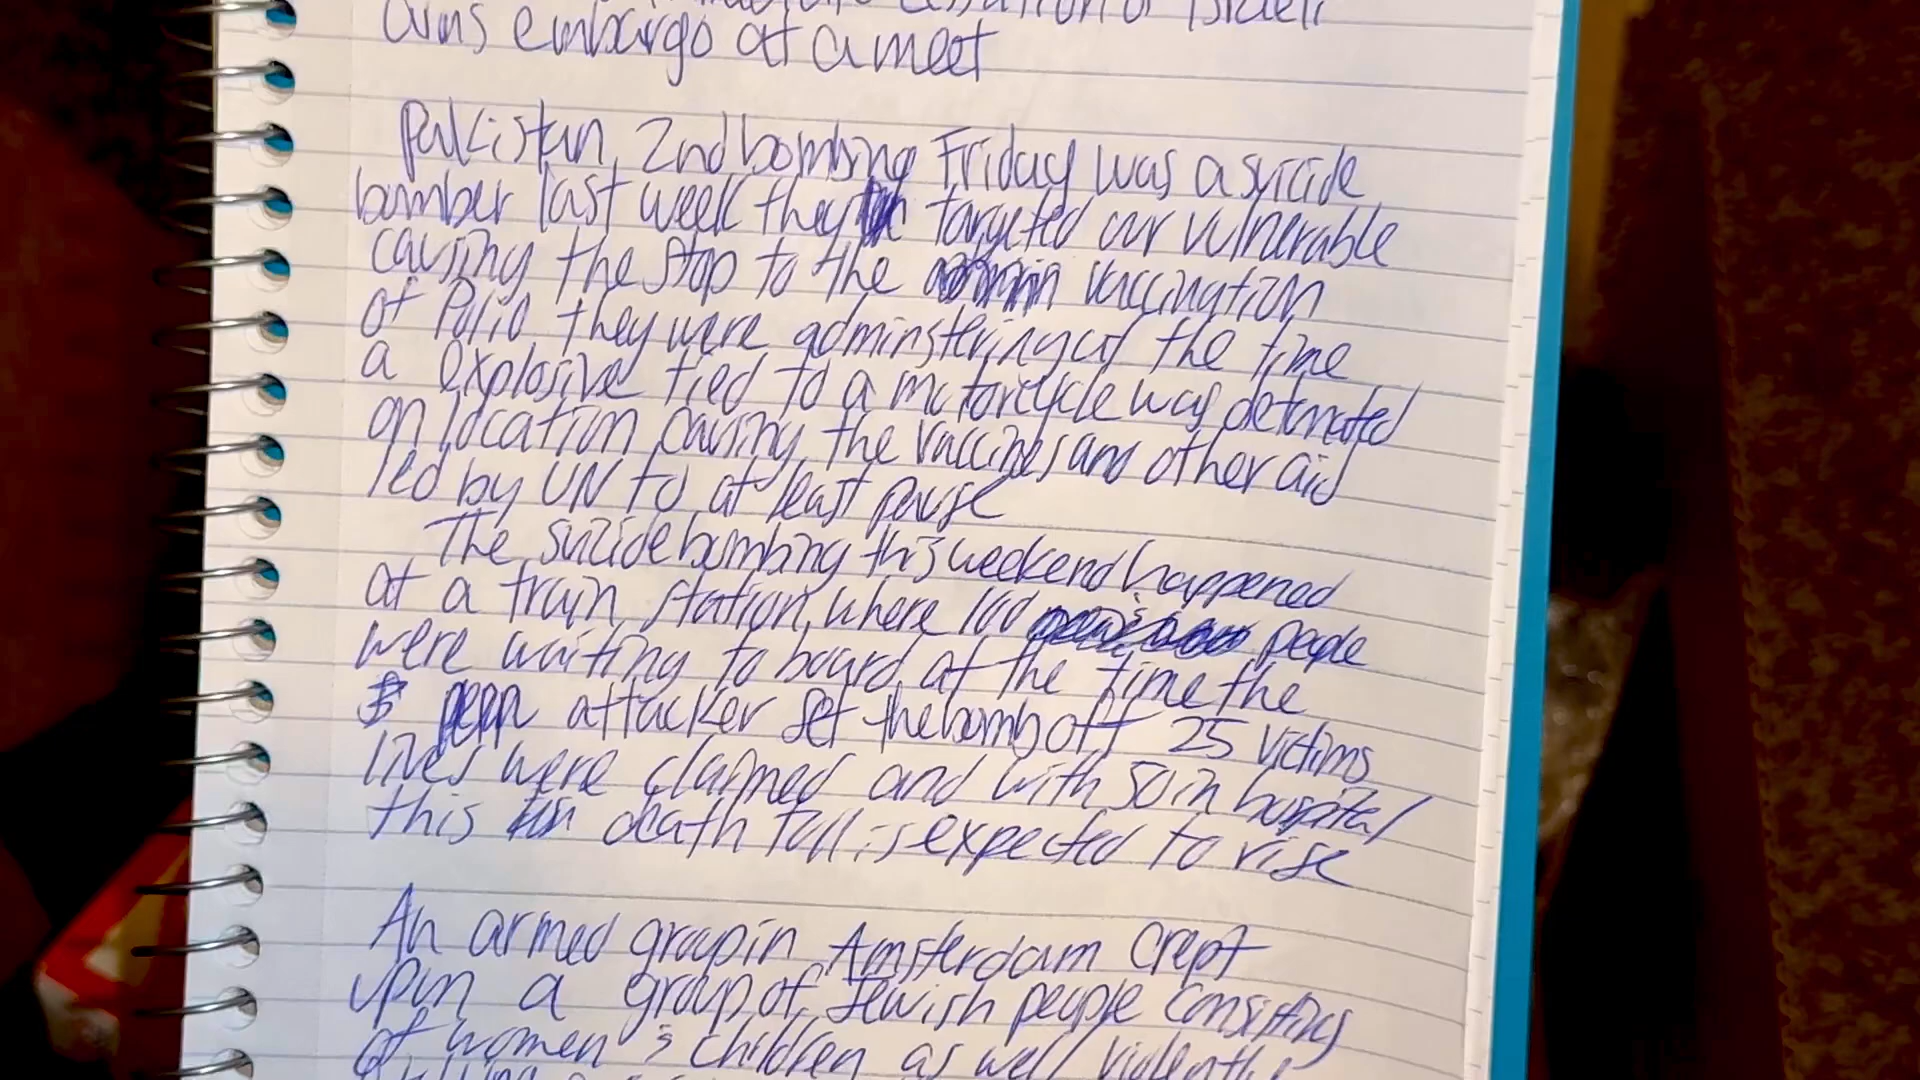 cessation of Israeli
arms embargo at a meet
Pakistan, 2nd bombing Friday was a suicide
bomber last week they targeted our vulnerable
causing the stop to the vaccination
of Polio they were adminstering at the time
a explosive tied to a motorcycle was detonated
on location causing the vaccines and other aid
led by UN to at least pause
The suicide bombing this weekend happened
at a train station, where 100 people
were waiting to board at the time the
attacker set the bomb off 25 victims
lives were claimed and with 50 in hospital
this death toll is expected to rise
An armed group in Amsterdam crept
upon a group of Jewish people consisting
of women & children as well